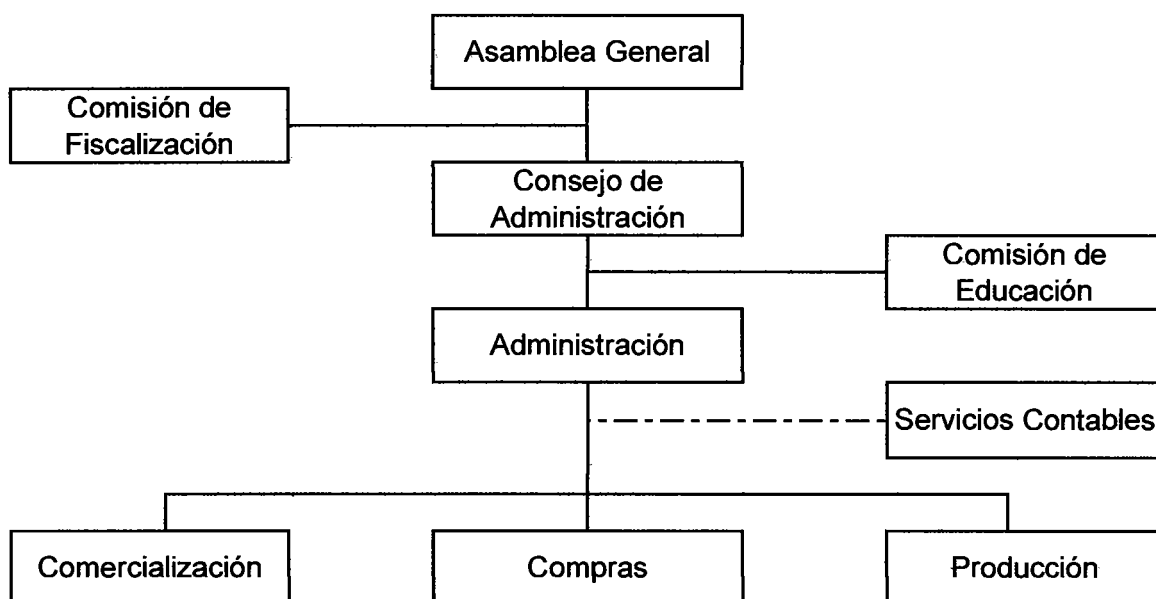 Asamblea General
Comisión de
Fiscalización
Consejo de
Administración
Comisión de
Educación
Administración
Servicios Contables
Comercialización
Compras
Producción